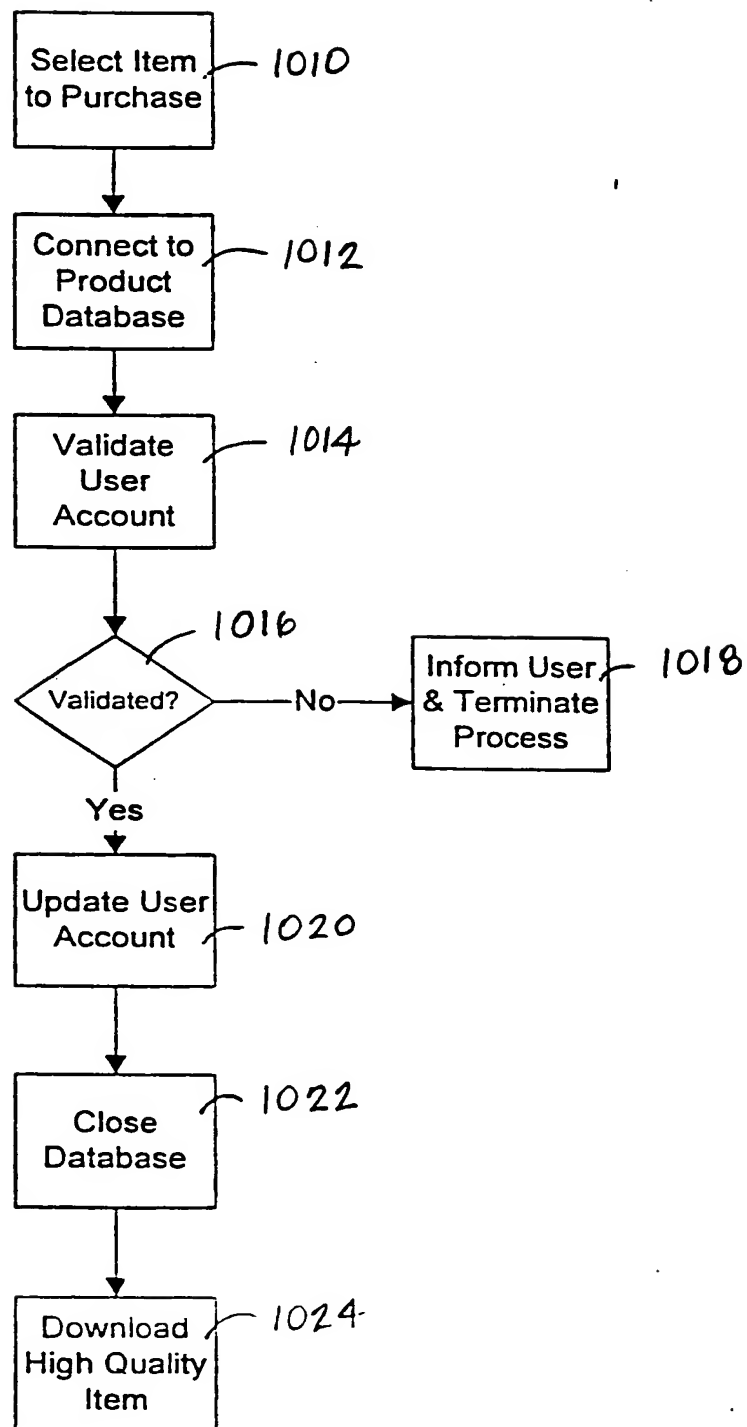 Select Item
to Purchase
1010
Connect to
Product
Database
1012
Validate
User
Account
1014
Validated?
1016
No
Inform User
& Terminate
Process
1018
Yes
Update User
Account
1020
Close
Database
1022
Download
High Quality
Item
1024